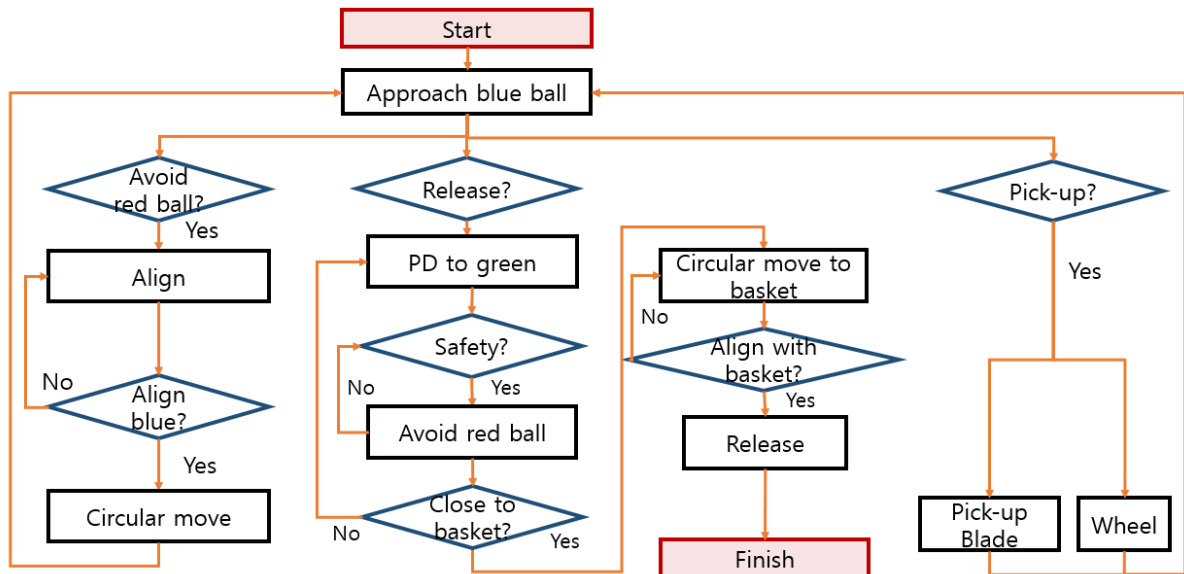 Start
Approach blue ball
Avoid
red ball?
Yes
Align
No
Align
blue?
Yes
Circular move
Release?
PD to green
Safety?
No
Yes
Avoid red ball
Close to
basket?
No
Yes
Circular move to
basket
No
Align with
basket?
Yes
Release
Finish
Pick-up?
Yes
Pick-up
Blade
Wheel